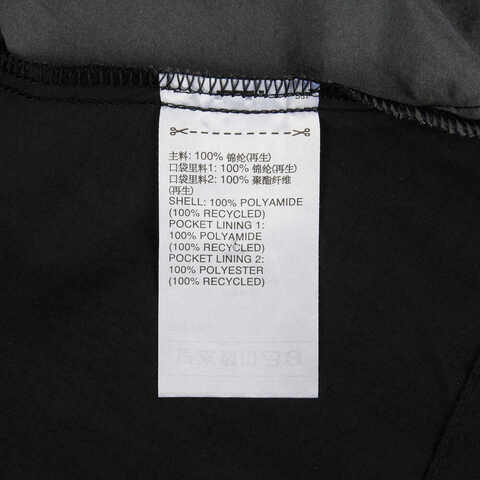 主料: 100% 锦纶(再生)
口袋里料1: 100% 锦纶(再生)
口袋里料2: 100% 聚酯纤维
(再生)
SHELL: 100% POLYAMIDE
(100% RECYCLED)
POCKET LINING 1:
100% POLYAMIDE
(100% RECYCLED)
POCKET LINING 2:
100% POLYESTER
(100% RECYCLED)